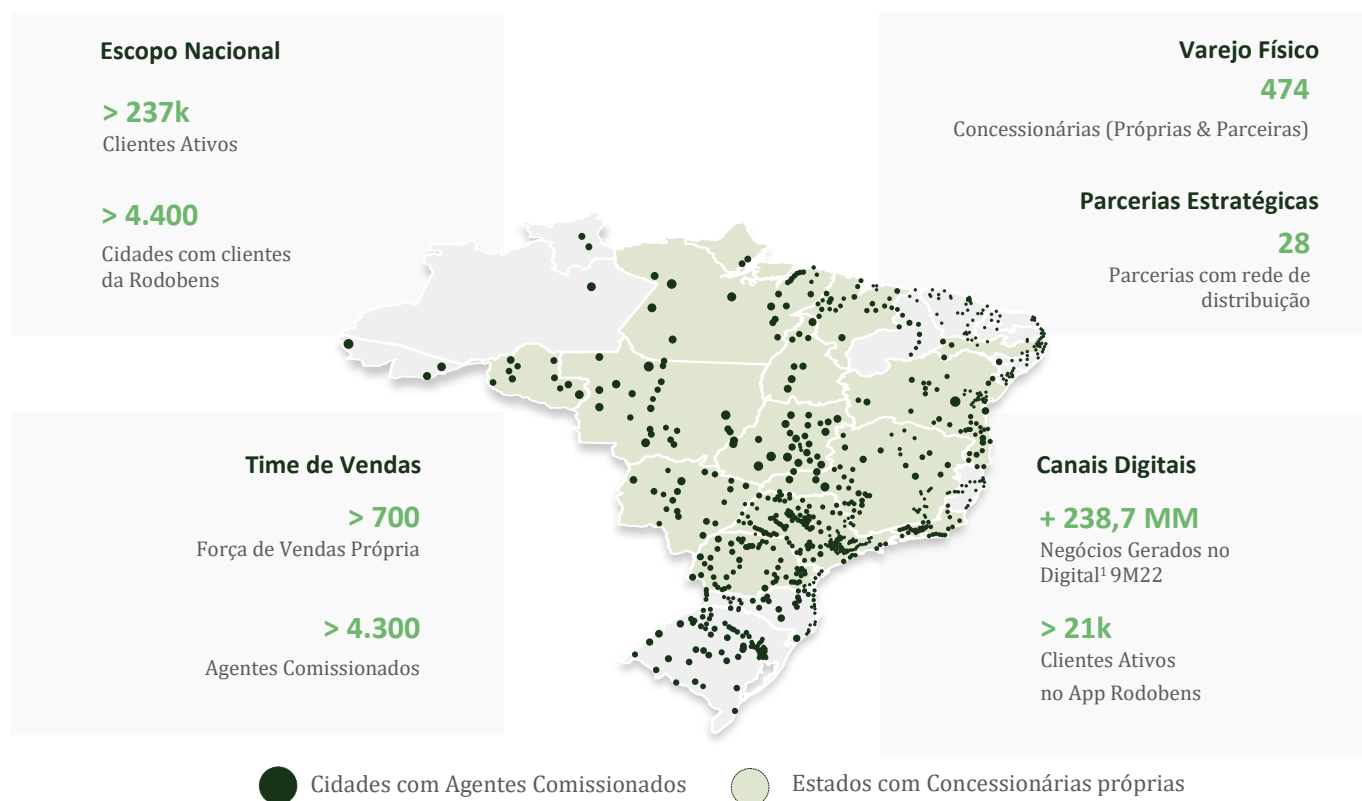 Escopo Nacional
> 237k
Clientes Ativos
> 4.400
Cidades com clientes
da Rodobens
Varejo Físico
474
Concessionárias (Próprias & Parceiras)
Parcerias Estratégicas
28
Parcerias com rede de
distribuição
Time de Vendas
> 700
Força de Vendas Própria
> 4.300
Agentes Comissionados
Canais Digitais
+ 238,7 MM
Negócios Gerados no
Digital¹ 9M22
> 21k
Clientes Ativos
no App Rodobens
Cidades com Agentes Comissionados
Estados com Concessionárias próprias